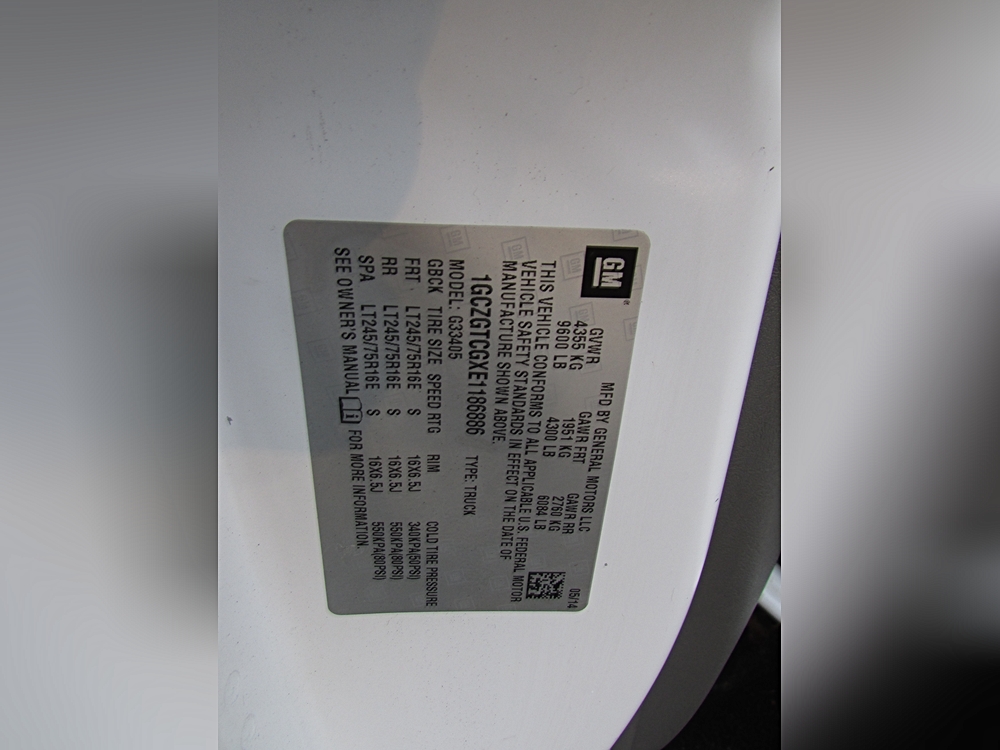 GM
MFD BY GENERAL MOTORS LLC 05/14
GVWR GAWR FRT GAWR RR
4355 KG 1951 KG 2760 KG
9600 LB 4300 LB 6084 LB
THIS VEHICLE CONFORMS TO ALL APPLICABLE U.S. FEDERAL MOTOR
VEHICLE SAFETY STANDARDS IN EFFECT ON THE DATE OF
MANUFACTURE SHOWN ABOVE.
1GCZGTCGXE1186886 TYPE: TRUCK
MODEL: G33405
GBCK TIRE SIZE SPEED RTG RIM COLD TIRE PRESSURE
FRT LT245/75R16E S 16X6.5J 340KPA(50PSI)
RR LT245/75R16E S 16X6.5J 550KPA(80PSI)
SPA LT245/75R16E S 16X6.5J 550KPA(80PSI)
SEE OWNER'S MANUAL FOR MORE INFORMATION.